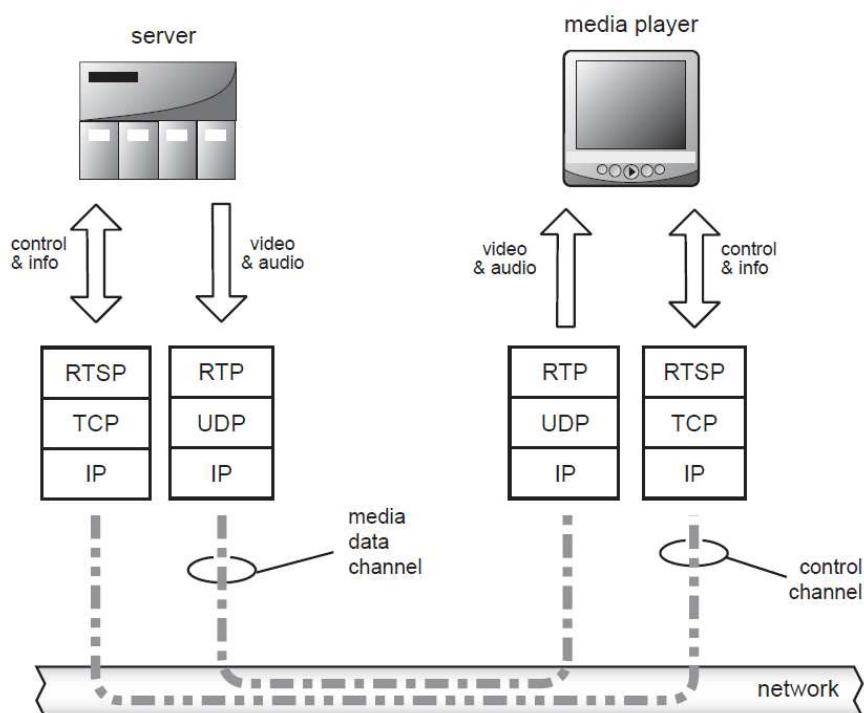 server
media player
control
& info
video
& audio
video
& audio
control
& info
RTSP
TCP
IP
RTP
UDP
IP
RTP
UDP
IP
RTSP
TCP
IP
media
data
channel
control
channel
network